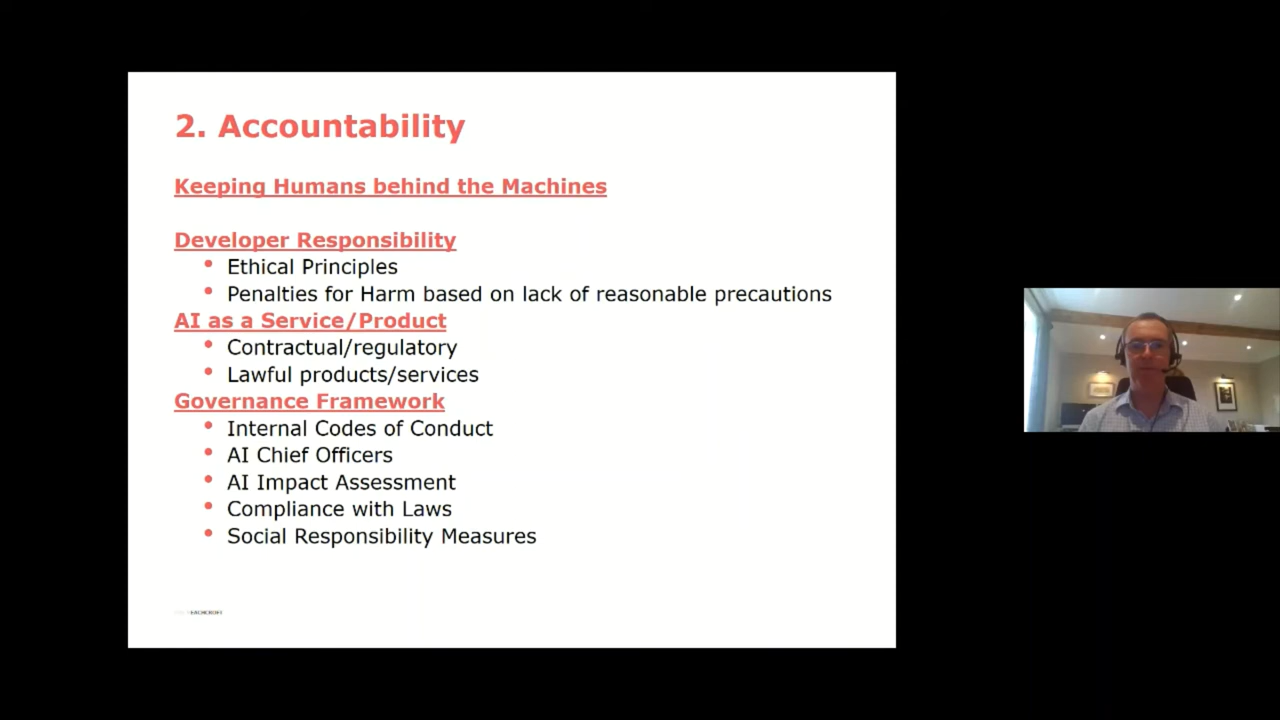 2. Accountability
Keeping Humans behind the Machines
Developer Responsibility
• Ethical Principles
• Penalties for Harm based on lack of reasonable precautions
AI as a Service/Product
• Contractual/regulatory
• Lawful products/services
Governance Framework
• Internal Codes of Conduct
• AI Chief Officers
• AI Impact Assessment
• Compliance with Laws
• Social Responsibility Measures